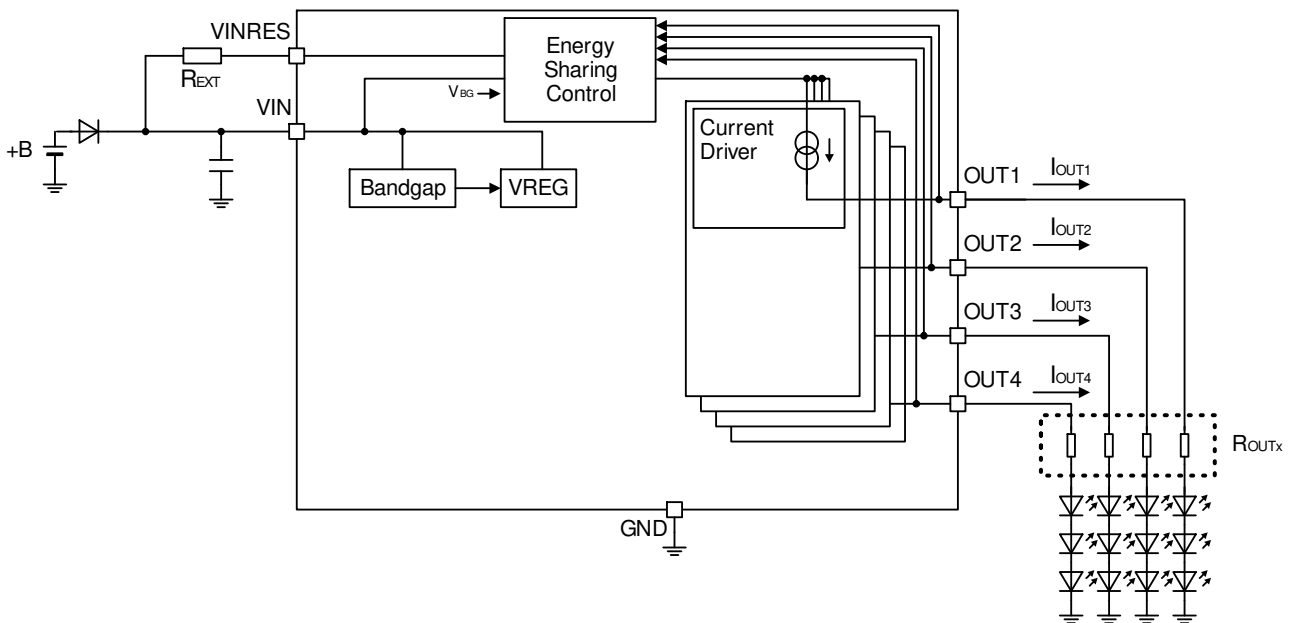 VINRES
REXT
VIN
+B
Energy
Sharing
Control
VBG
Bandgap
VREG
Current
Driver
OUT1
IOUT1
OUT2
IOUT2
OUT3
IOUT3
OUT4
IOUT4
ROUTx
GND